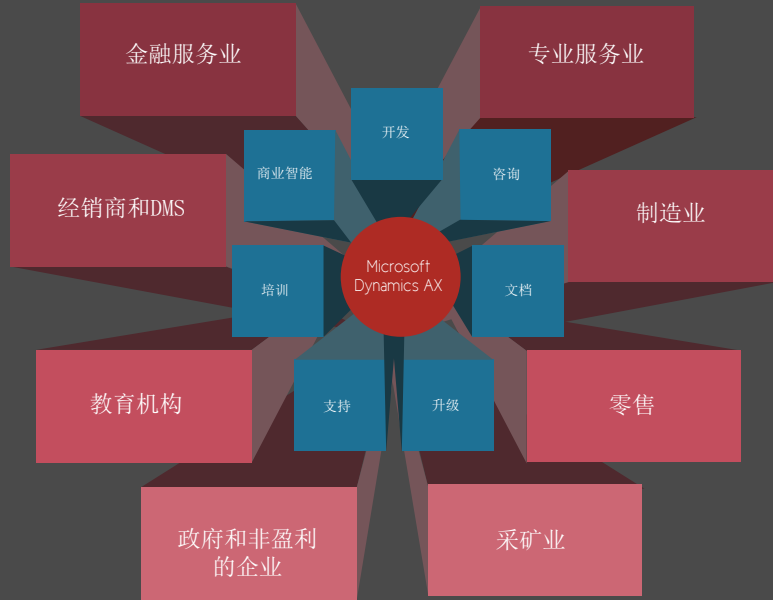 金融服务业
专业服务业
开发
商业智能
咨询
经销商和DMS
制造业
Microsoft
Dynamics AX
培训
文档
教育机构
支持
升级
零售
政府和非盈利
的企业
采矿业